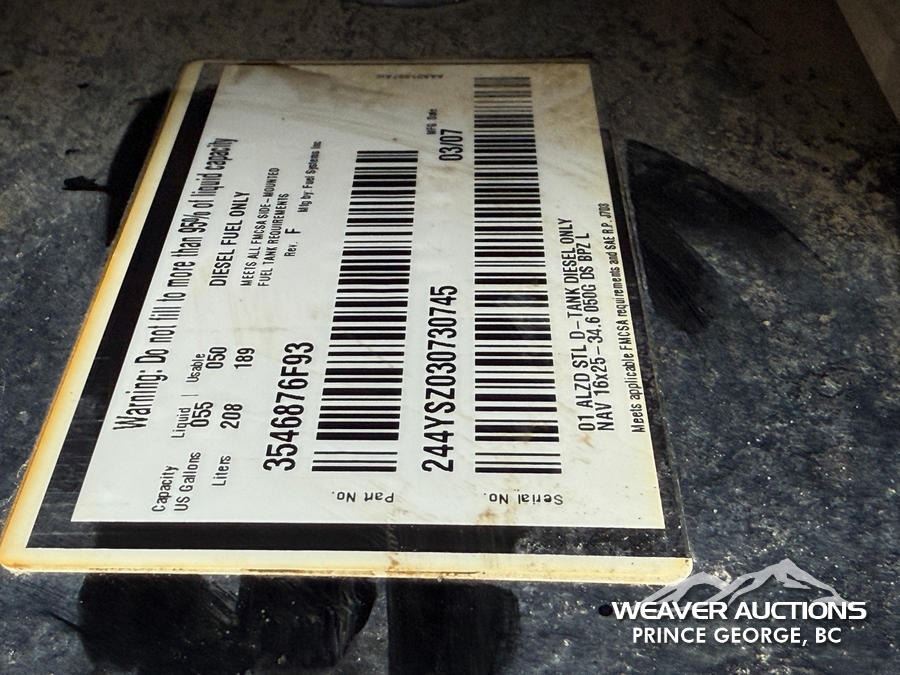 Warning: Do not fill to more than 95% of liquid capacity
Capacity Liquid | Usable
US Gallons 055 050
Liters 208 189
DIESEL FUEL ONLY
MEETS ALL FMCSA SIDE-MOUNTED
FUEL TANK REQUIREMENTS
Rev. F Mfg by: Fuel Systems Inc
3546876F93
Part No.
MFG Date
03/07
244YSZ030730745
Serial No.
01 ALZD STL D-TANK DIESEL ONLY
NAV 16x25-34.6 050G DS BPZ L
Meets applicable FMCSA requirements and SAE R.P. J703
WEAVER AUCTIONS
PRINCE GEORGE, BC